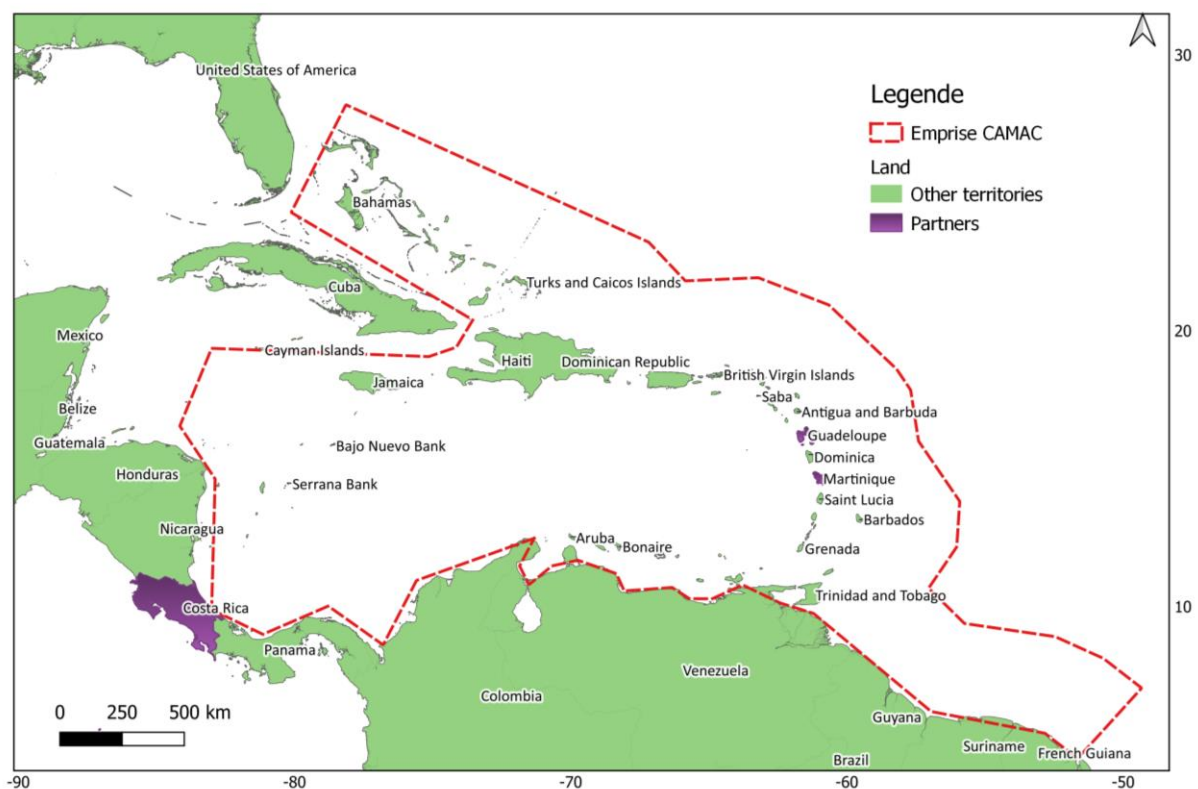 30
United States of America
Legende
Emprise CAMAC
Land
Other territories
Partners
Bahamas
Turks and Caicos Islands
Cuba
20
Mexico
Cayman Islands
Haiti
Dominican Republic
Jamaica
British Virgin Islands
Saba
Belize
Antigua and Barbuda
Guatemala
Guadeloupe
Bajo Nuevo Bank
Dominica
Honduras
Martinique
Serrana Bank
Saint Lucia
Nicaragua
Barbados
Aruba
Bonaire
Grenada
Trinidad and Tobago
10
Costa Rica
Panama
Venezuela
Colombia
0 250 500 km
Guyana
Suriname
French Guiana
Brazil
-90 -80 -70 -60 -50